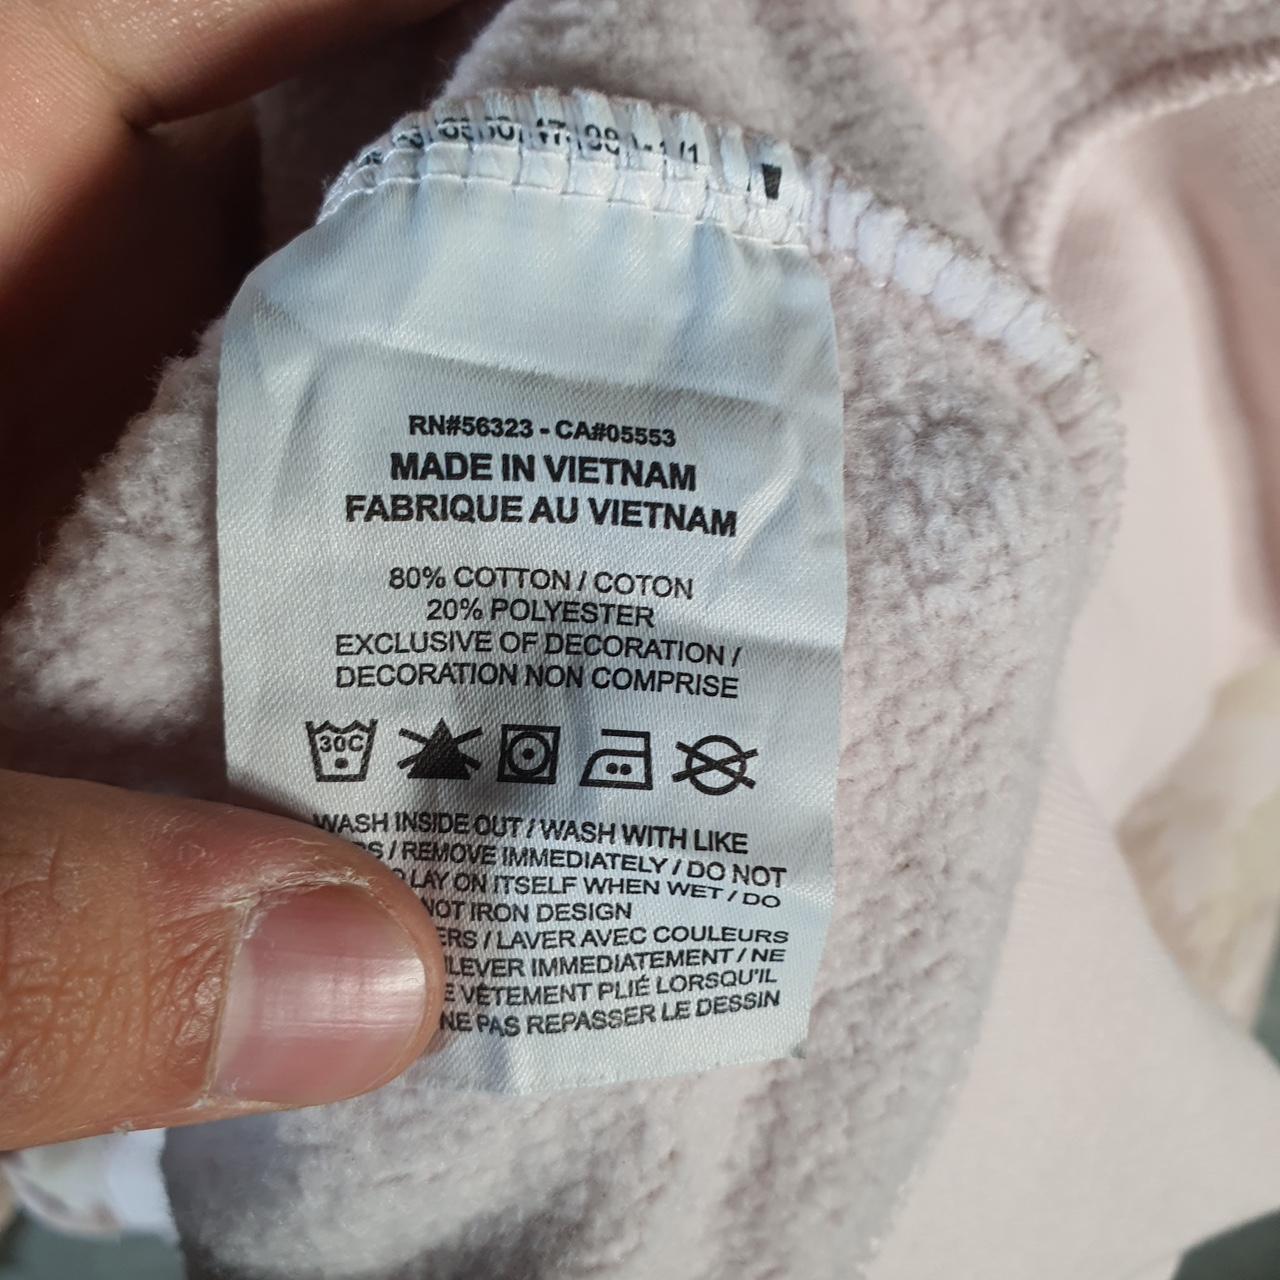 RN#56323 - CA#05553
MADE IN VIETNAM
FABRIQUE AU VIETNAM
80% COTTON / COTON
20% POLYESTER
EXCLUSIVE OF DECORATION /
DECORATION NON COMPRISE
30C
WASH INSIDE OUT / WASH WITH LIKE
/ REMOVE IMMEDIATELY / DO NOT
LAY ON ITSELF WHEN WET / DO
NOT IRON DESIGN
/ LAVER AVEC COULEURS
IMMEDIATEMENT / NE
VÊTEMENT PLIÉ LORSQU'IL
NE PAS REPASSER LE DESSIN